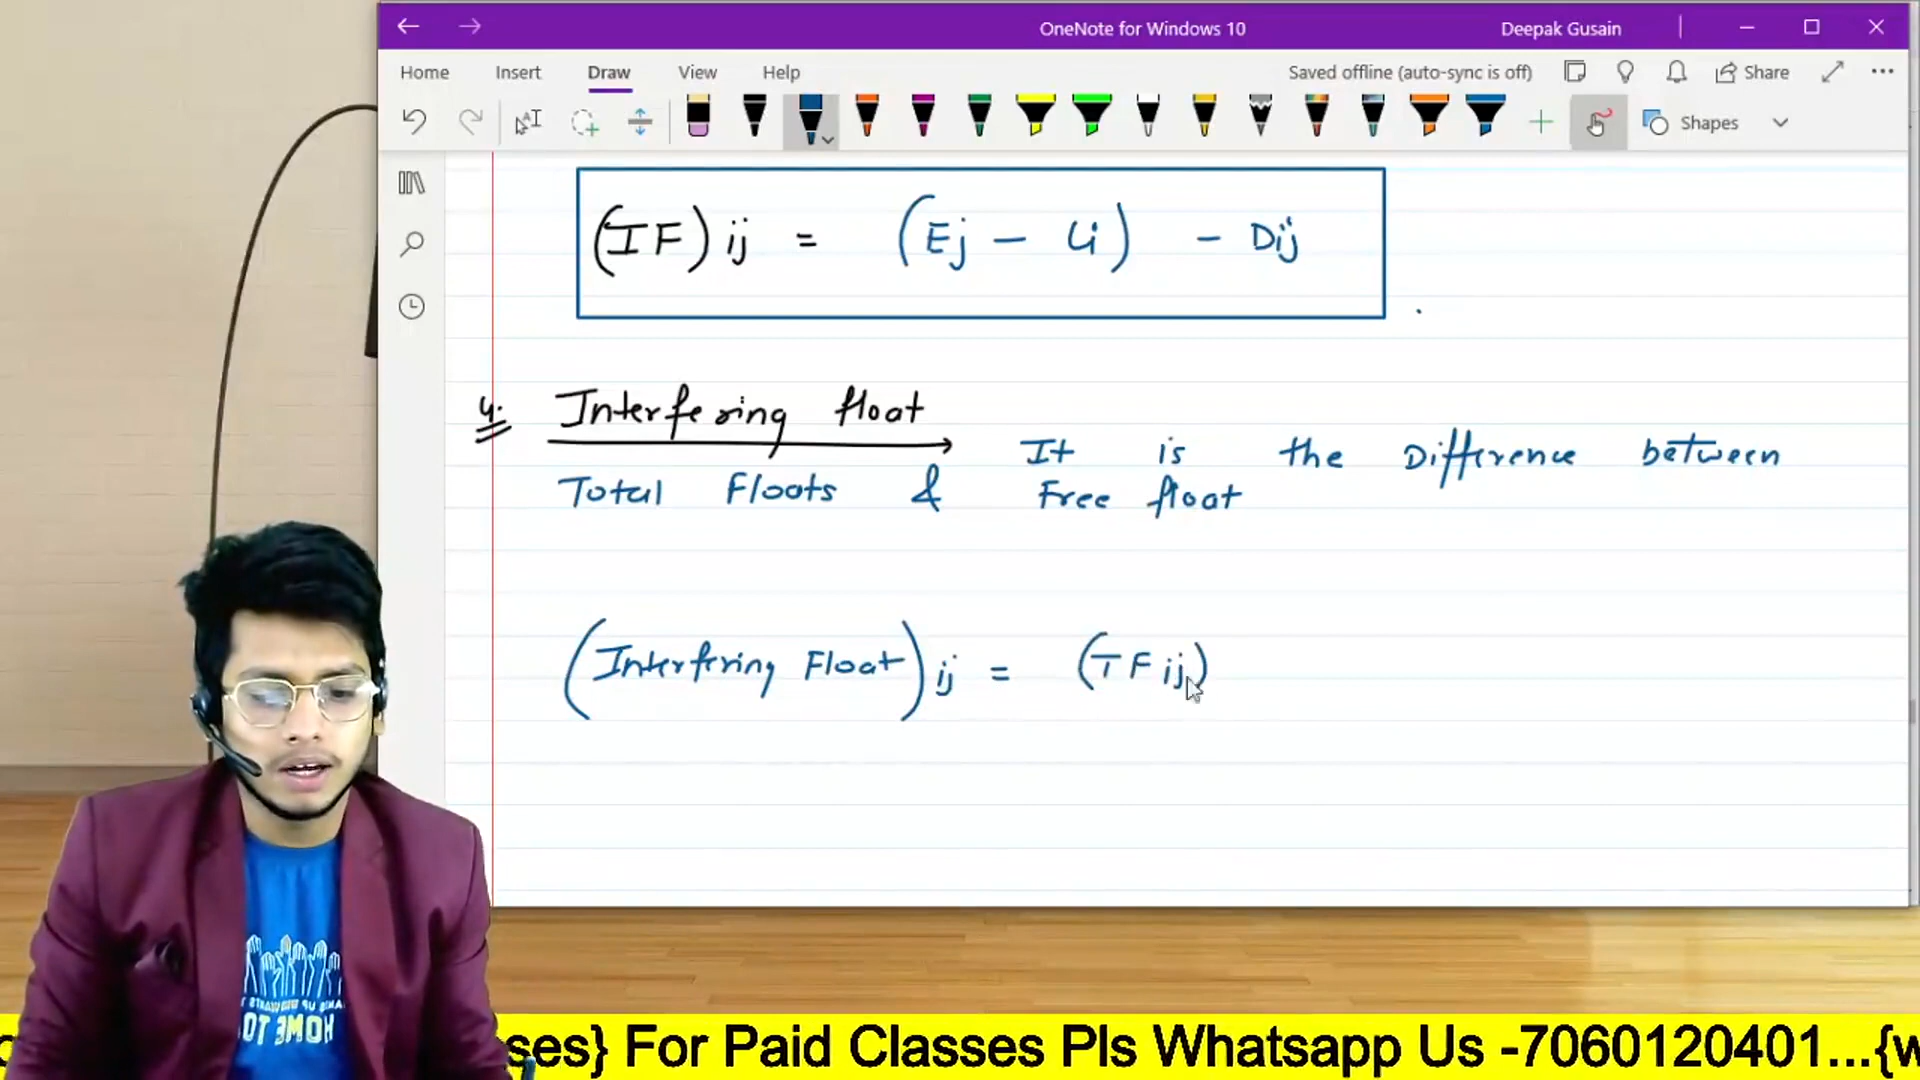 OneNote for Windows 10
Deepak Gusain
Home Insert Draw View Help
Saved offline (auto-sync is off)
Share
Shapes
(IF) ij = (Ej - Li) - Dij
4. Interfering float
It is the Difference between
Total Floats & Free float
(Interfering Float) ij = (TF ij)
HOME TO
ses} For Paid Classes Pls Whatsapp Us -7060120401...{w